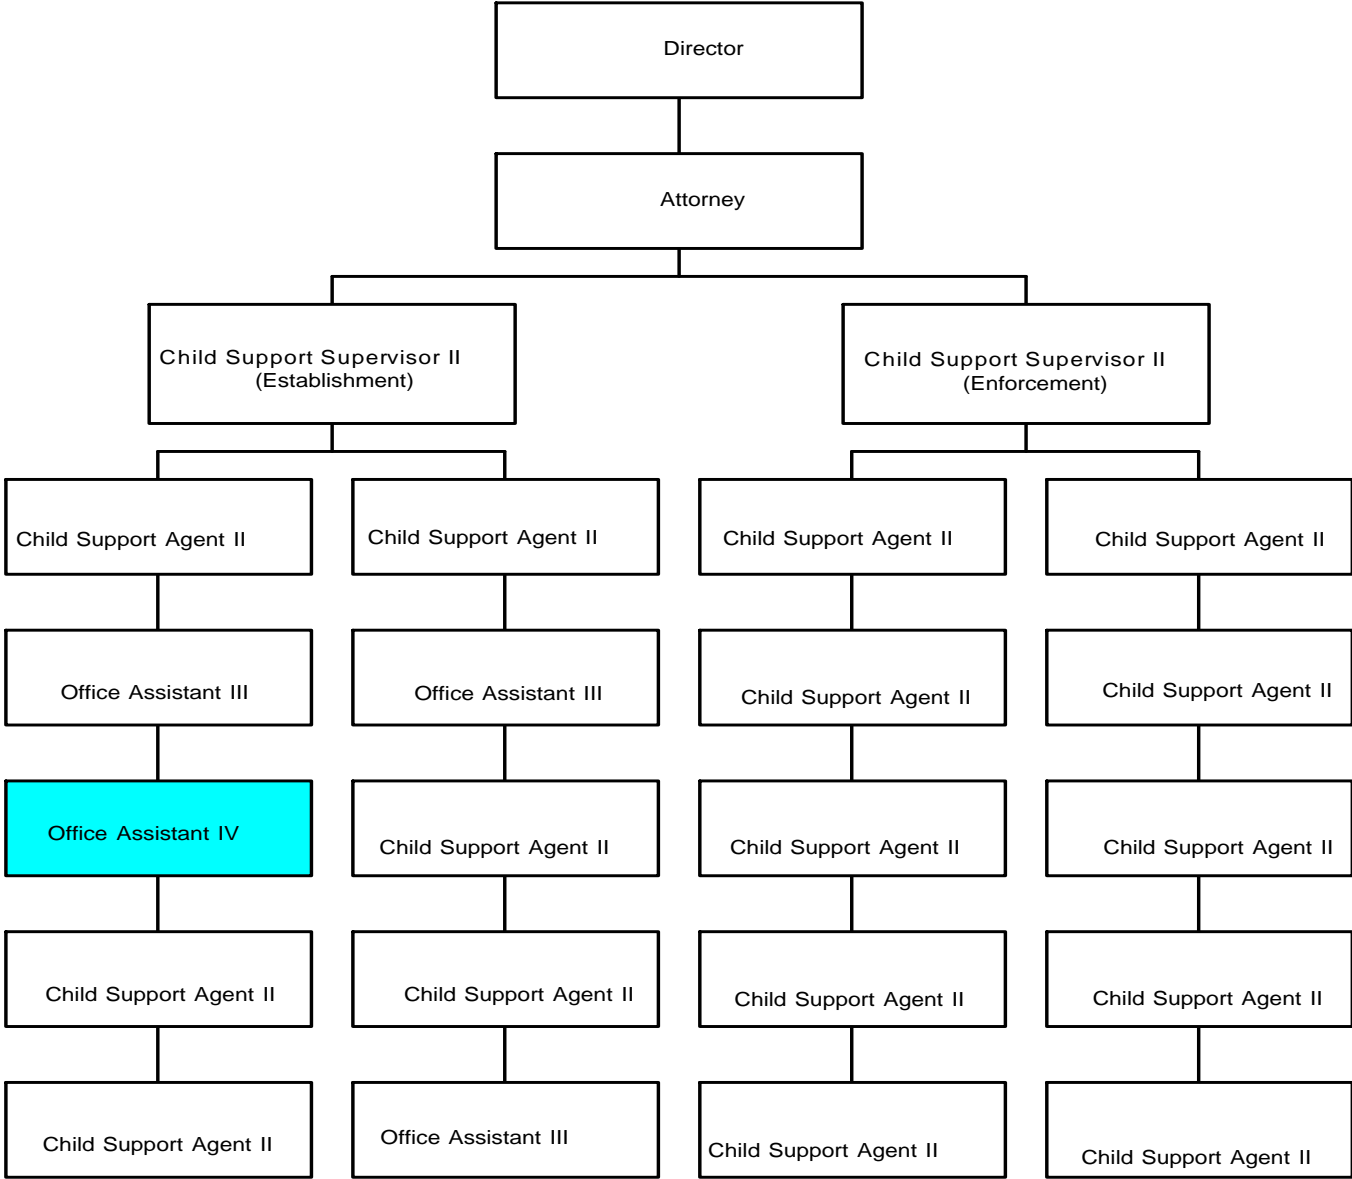 Director
Attorney
Child Support Supervisor II
(Establishment)
Child Support Supervisor II
(Enforcement)
Child Support Agent II
Child Support Agent II
Child Support Agent II
Child Support Agent II
Office Assistant III
Office Assistant III
Child Support Agent II
Child Support Agent II
Office Assistant IV
Child Support Agent II
Child Support Agent II
Child Support Agent II
Child Support Agent II
Child Support Agent II
Child Support Agent II
Child Support Agent II
Child Support Agent II
Office Assistant III
Child Support Agent II
Child Support Agent II